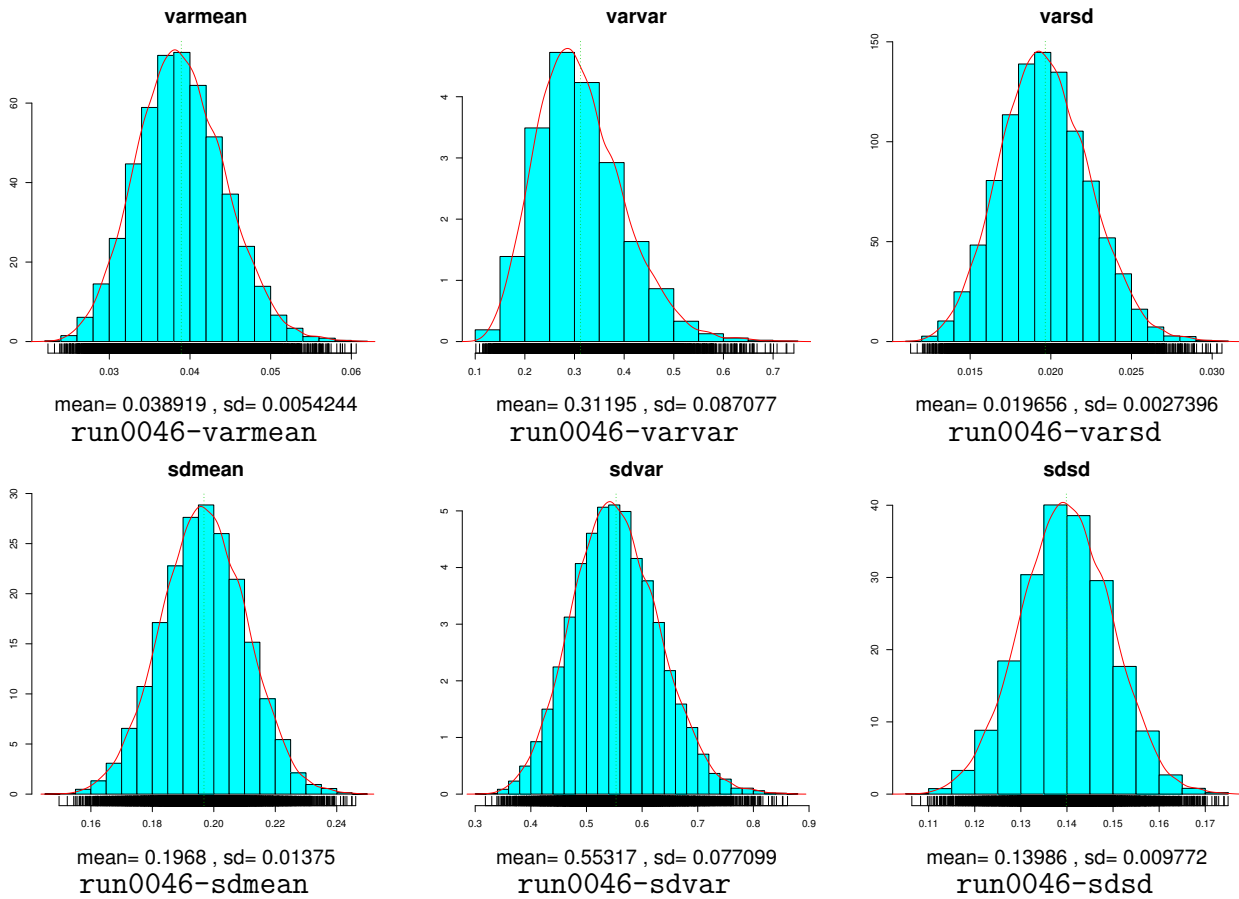 varmean
varvar
varsd
0 20 40 60
0 1 2 3 4
0 50 100 150
0.03 0.04 0.05 0.06
0.1 0.2 0.3 0.4 0.5 0.6 0.7
0.015 0.020 0.025 0.030
mean= 0.038919 , sd= 0.0054244
mean= 0.31195 , sd= 0.087077
mean= 0.019656 , sd= 0.0027396
run0046-varmean
run0046-varvar
run0046-varsd
sdmean
sdvar
sdsd
0 5 10 15 20 25 30
0 1 2 3 4 5
0 10 20 30 40
0.16 0.18 0.20 0.22 0.24
0.3 0.4 0.5 0.6 0.7 0.8 0.9
0.11 0.12 0.13 0.14 0.15 0.16 0.17
mean= 0.1968 , sd= 0.01375
mean= 0.55317 , sd= 0.077099
mean= 0.13986 , sd= 0.009772
run0046-sdmean
run0046-sdvar
run0046-sdsd